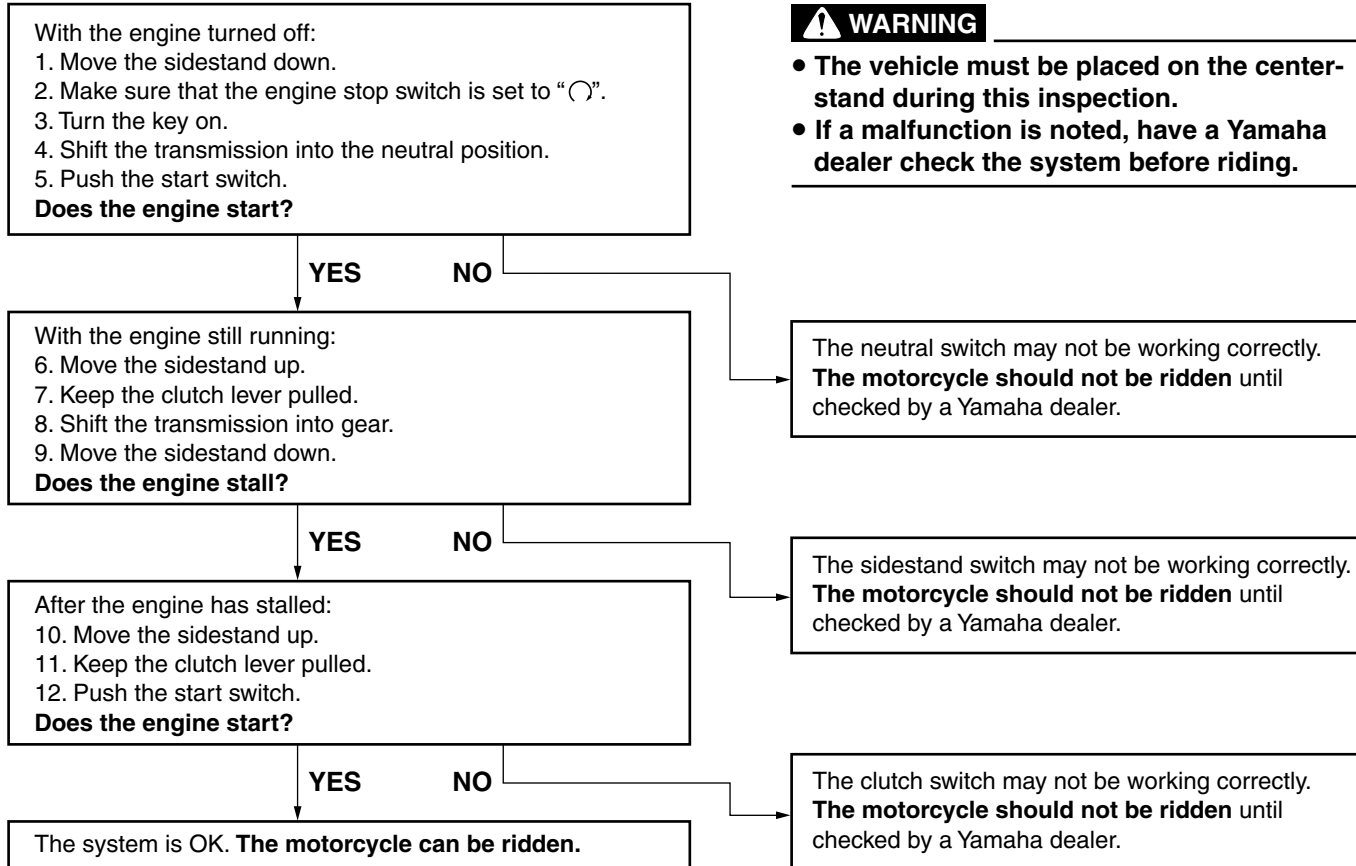 With the engine turned off:
1. Move the sidestand down.
2. Make sure that the engine stop switch is set to “○”.
3. Turn the key on.
4. Shift the transmission into the neutral position.
5. Push the start switch.
Does the engine start?
WARNING
● The vehicle must be placed on the center-
stand during this inspection.
● If a malfunction is noted, have a Yamaha
dealer check the system before riding.
YES NO
With the engine still running:
6. Move the sidestand up.
7. Keep the clutch lever pulled.
8. Shift the transmission into gear.
9. Move the sidestand down.
Does the engine stall?
The neutral switch may not be working correctly.
The motorcycle should not be ridden until
checked by a Yamaha dealer.
YES NO
After the engine has stalled:
10. Move the sidestand up.
11. Keep the clutch lever pulled.
12. Push the start switch.
Does the engine start?
The sidestand switch may not be working correctly.
The motorcycle should not be ridden until
checked by a Yamaha dealer.
YES NO
The system is OK. The motorcycle can be ridden.
The clutch switch may not be working correctly.
The motorcycle should not be ridden until
checked by a Yamaha dealer.